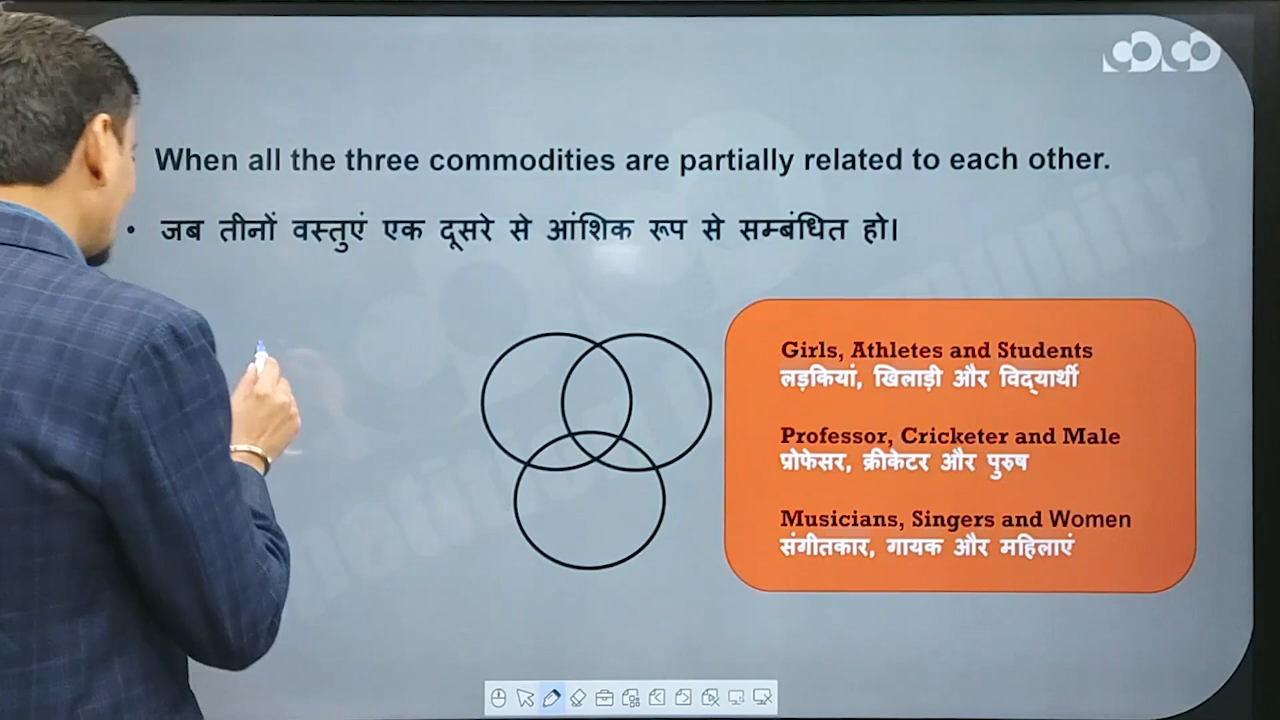 When all the three commodities are partially related to each other.
• जब तीनों वस्तुएं एक दूसरे से आंशिक रूप से सम्बंधित हो।
Girls, Athletes and Students
लड़कियां, खिलाड़ी और विद्यार्थी
Professor, Cricketer and Male
प्रोफेसर, क्रीकेटर और पुरुष
Musicians, Singers and Women
संगीतकार, गायक और महिलाएं